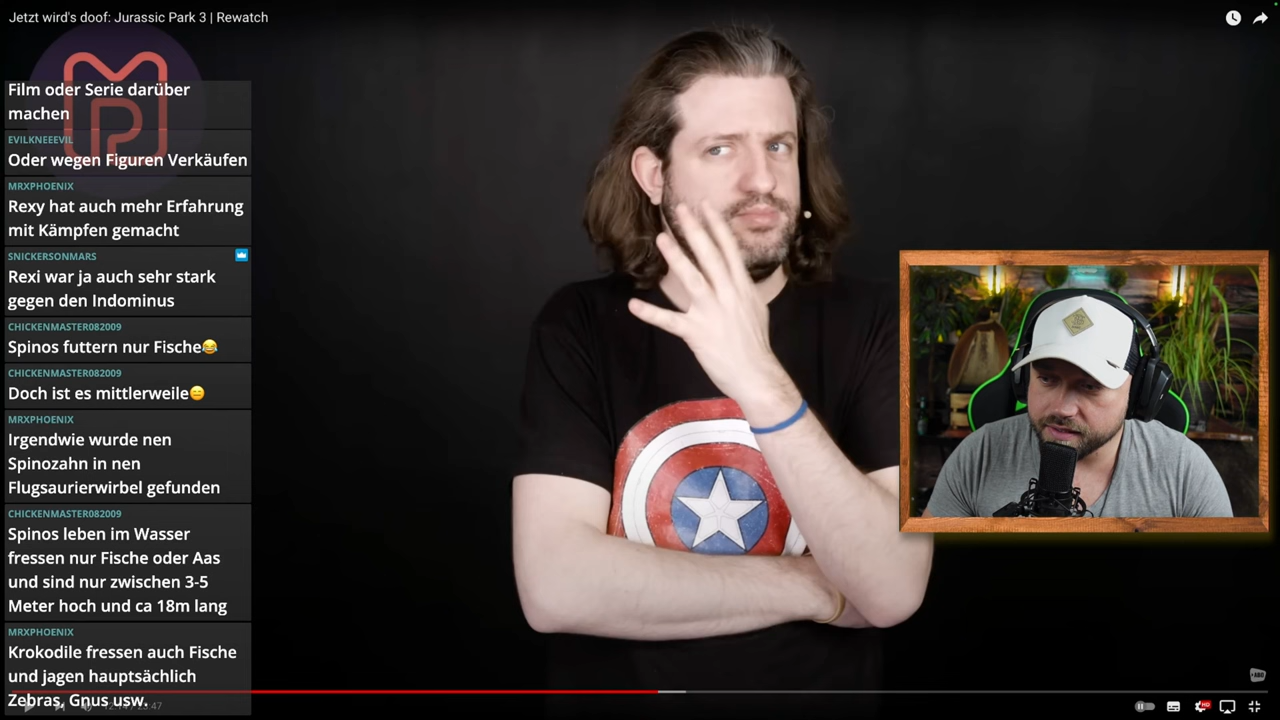 Jetzt wird's doof: Jurassic Park 3 | Rewatch
Film oder Serie darüber
machen
EVILKNEEEVIL
Oder wegen Figuren Verkäufen
MRXPHOENIX
Rexy hat auch mehr Erfahrung
mit Kämpfen gemacht
SNICKERSONMARS
Rexi war ja auch sehr stark
gegen den Indominus
CHICKENMASTER082009
Spinos futtern nur Fische😂
CHICKENMASTER082009
Doch ist es mittlerweile😑
MRXPHOENIX
Irgendwie wurde nen
Spinozahn in nen
Flugsaurierwirbel gefunden
CHICKENMASTER082009
Spinos leben im Wasser
fressen nur Fische oder Aas
und sind nur zwischen 3-5
Meter hoch und ca 18m lang
MRXPHOENIX
Krokodile fressen auch Fische
und jagen hauptsächlich
Zebras, Gnus usw.
ABO
HD